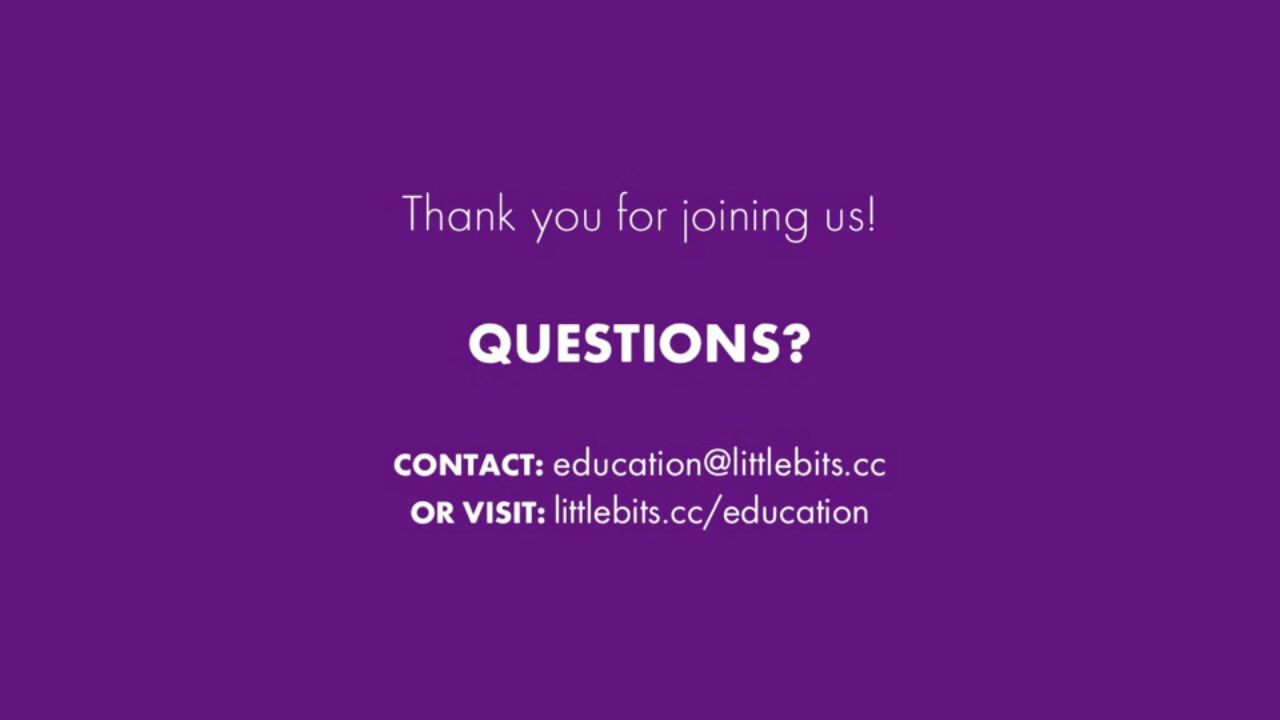 Thank you for joining us!
QUESTIONS?
CONTACT: education@littlebits.cc
OR VISIT: littlebits.cc/education